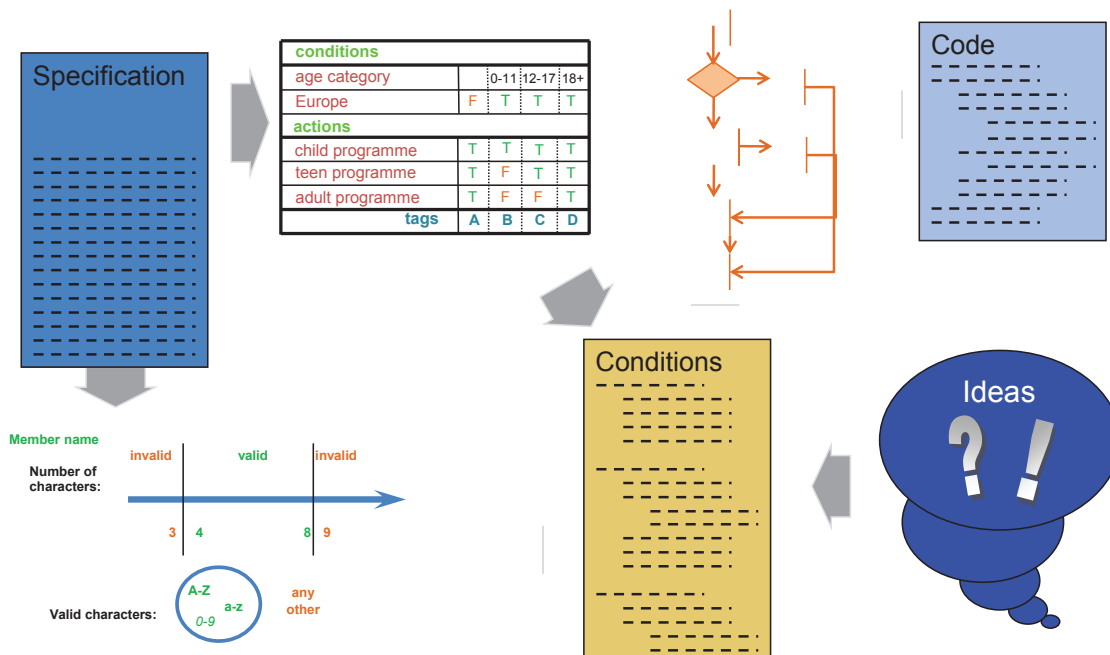 Specification
conditions
age category 0-11 12-17 18+
Europe F T T T
actions
child programme T T T T
teen programme T F T T
adult programme T F F T
tags A B C D
Code
Conditions
Ideas
? !
Member name
invalid valid invalid
Number of
characters:
3 4 8 9
Valid characters:
A-Z
a-z
0-9
any
other